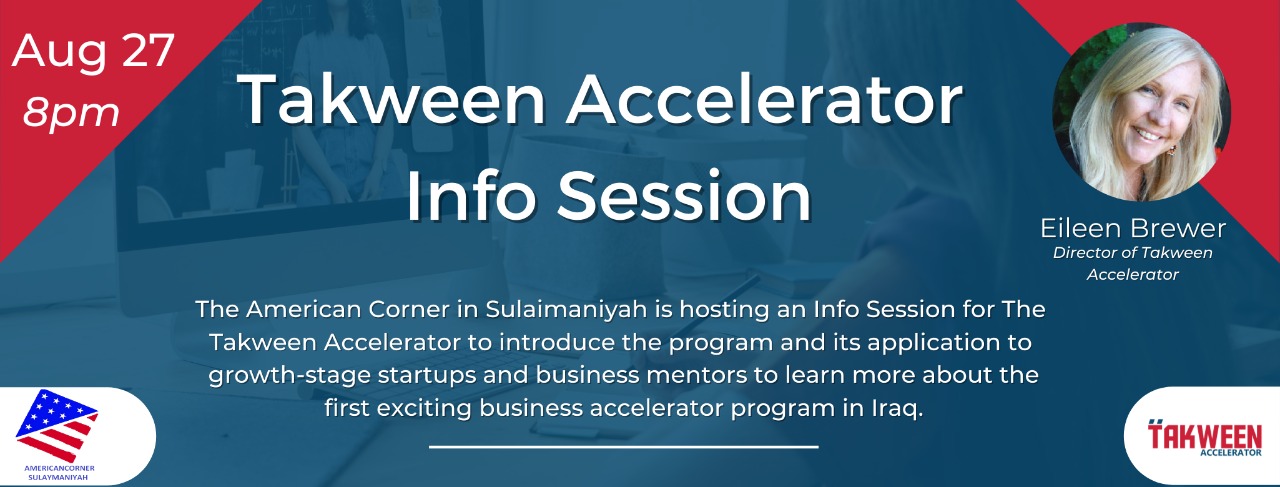 Aug 27
8pm
Takween Accelerator
Info Session
Eileen Brewer
Director of Takween
Accelerator
The American Corner in Sulaimaniyah is hosting an Info Session for The
Takween Accelerator to introduce the program and its application to
growth-stage startups and business mentors to learn more about the
first exciting business accelerator program in Iraq.
AMERICANCORNER
SULAYMANIYAH
TAKWEEN
ACCELERATOR